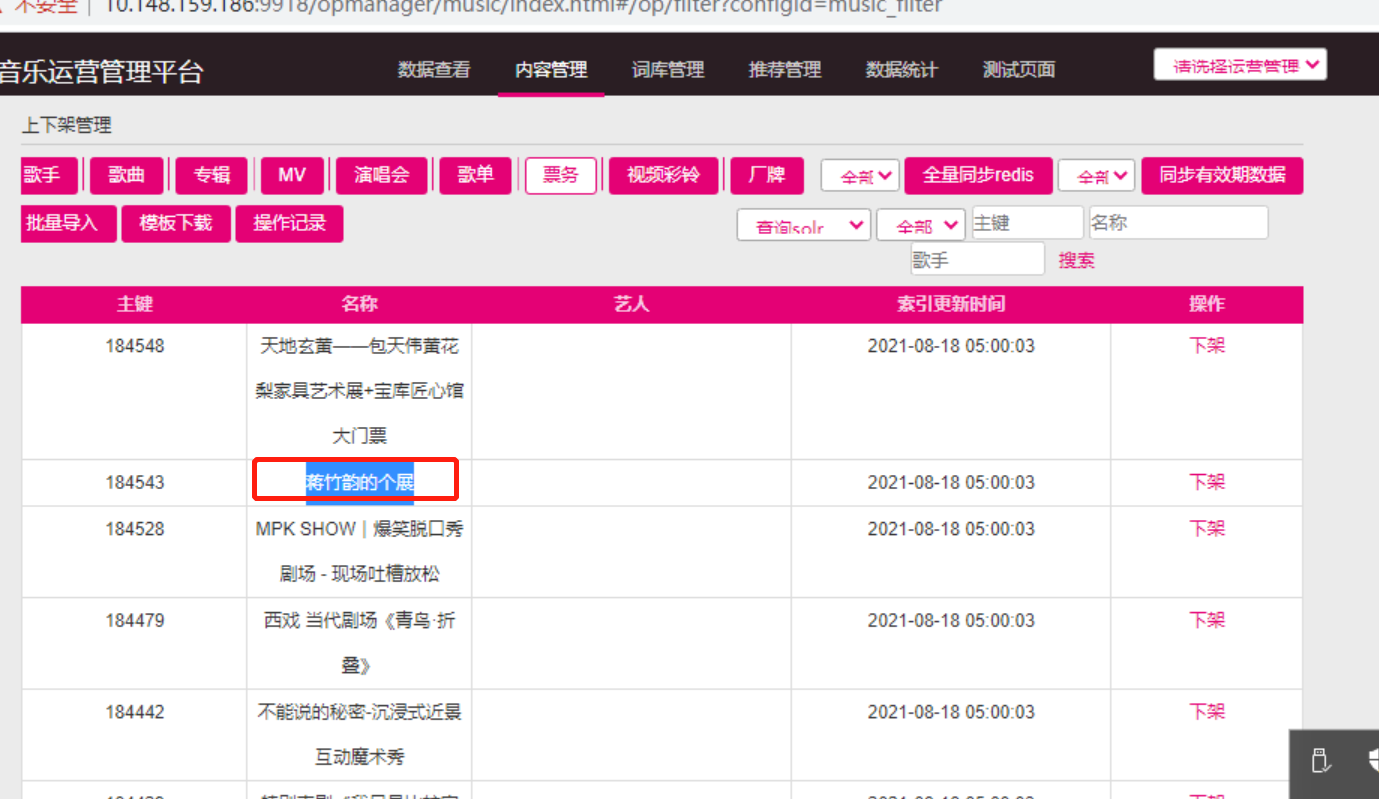 不安全 | 10.148.159.186:9918/opmanager/music/index.html#/op/filter?configId=music_filter
音乐运营管理平台 数据查看 内容管理 词库管理 推荐管理 数据统计 测试页面 请选择运营管理
上下架管理
歌手 歌曲 专辑 MV 演唱会 歌单 票务 视频彩铃 厂牌 全部 全量同步redis 全部 同步有效期数据
批量导入 模板下载 操作记录 查询solr 全部 主键 名称
歌手 搜索
主键 名称 艺人 索引更新时间 操作
184548 天地玄黄——包天伟黄花 2021-08-18 05:00:03 下架
梨家具艺术展+宝库匠心馆
大门票
184543 蒋竹韵的个展 2021-08-18 05:00:03 下架
184528 MPK SHOW｜爆笑脱口秀 2021-08-18 05:00:03 下架
剧场 - 现场吐槽放松
184479 西戏 当代剧场《青鸟·折 2021-08-18 05:00:03 下架
叠》
184442 不能说的秘密-沉浸式近景 2021-08-18 05:00:03 下架
互动魔术秀